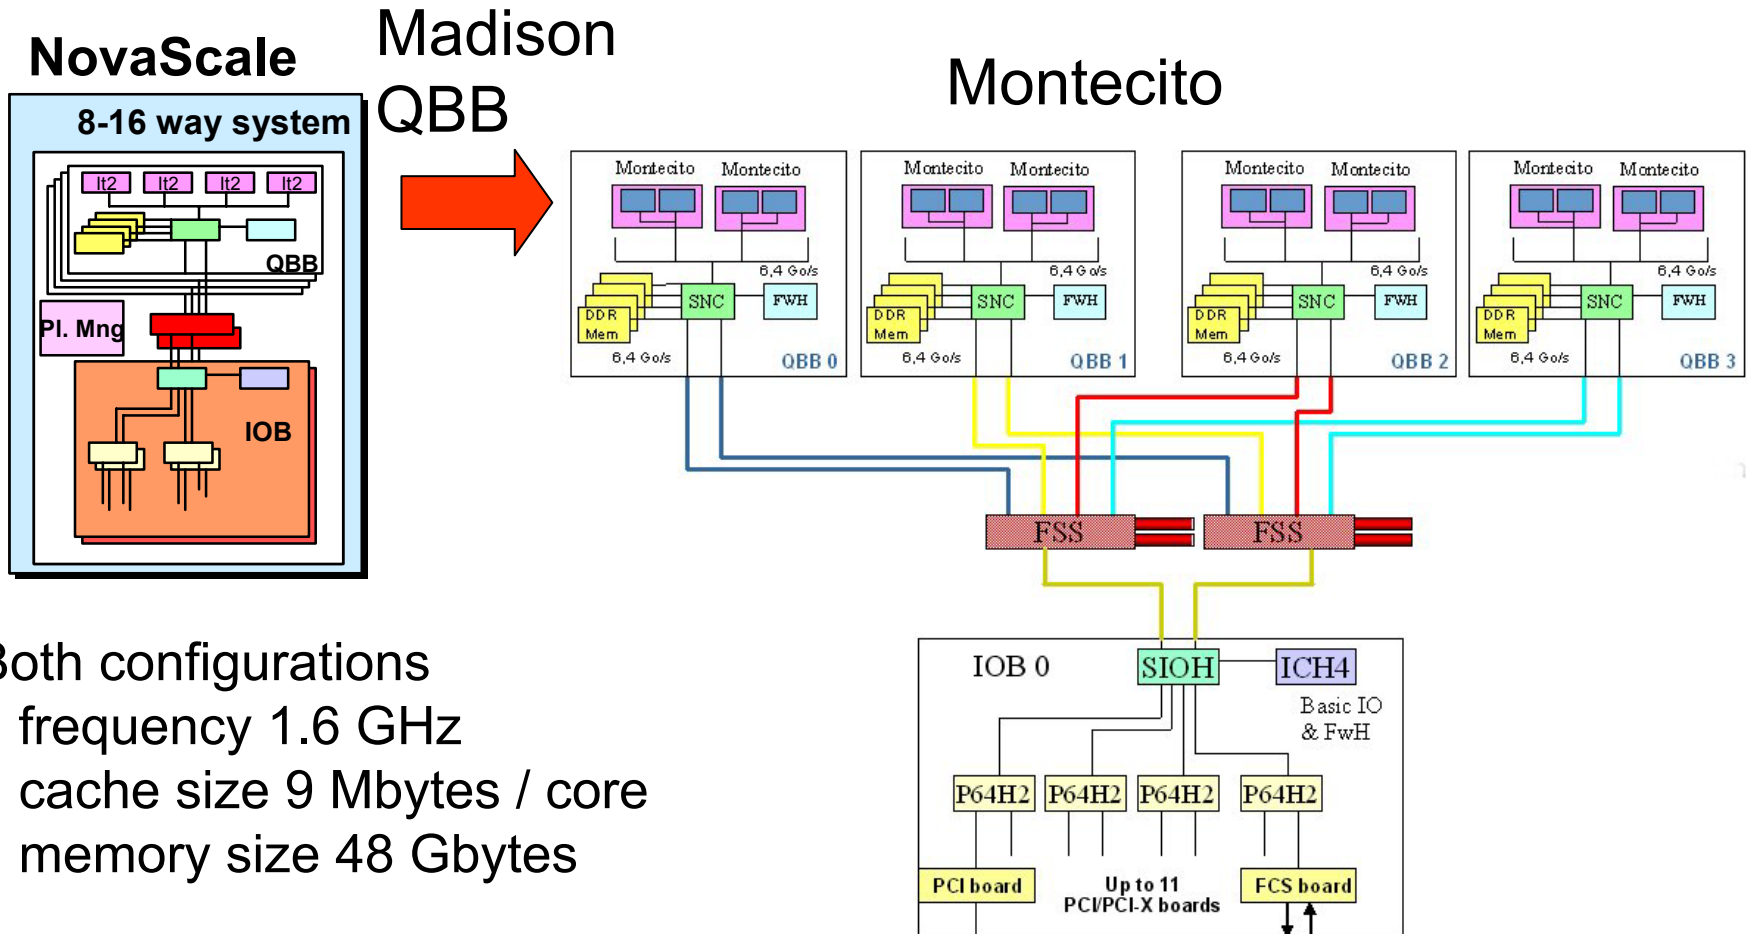 NovaScale
8-16 way system
It2 It2 It2 It2
QBB
Pl. Mng
IOB
Madison
QBB
Montecito
Montecito Montecito
6,4 Go/s
SNC
FWH
DDR
Mem
6,4 Go/s
QBB 0
Montecito Montecito
6,4 Go/s
SNC
FWH
DDR
Mem
6,4 Go/s
QBB 1
Montecito Montecito
6,4 Go/s
SNC
FWH
DDR
Mem
6,4 Go/s
QBB 2
Montecito Montecito
6,4 Go/s
SNC
FWH
DDR
Mem
6,4 Go/s
QBB 3
FSS FSS
IOB 0
SIOH
ICH4
Basic IO
& FwH
P64H2 P64H2 P64H2 P64H2
PCI board
Up to 11
PCI/PCI-X boards
FCS board
Both configurations
frequency 1.6 GHz
cache size 9 Mbytes / core
memory size 48 Gbytes